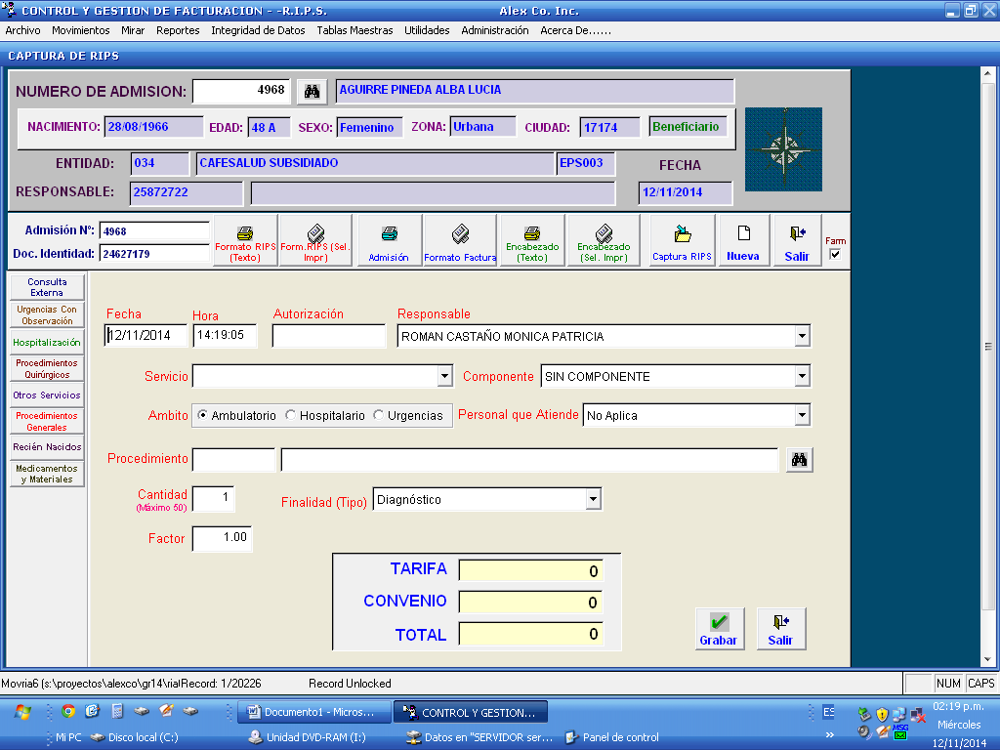 CONTROL Y GESTION DE FACTURACION - -R.I.P.S. Alex Co. Inc.
Archivo Movimientos Mirar Reportes Integridad de Datos Tablas Maestras Utilidades Administración Acerca De......
CAPTURA DE RIPS
NUMERO DE ADMISION: 4968 AGUIRRE PINEDA ALBA LUCIA
NACIMIENTO: 28/08/1966 EDAD: 48 A SEXO: Femenino ZONA: Urbana CIUDAD: 17174 Beneficiario
ENTIDAD: 034 CAFESALUD SUBSIDIADO EPS003 FECHA
RESPONSABLE: 25872722 12/11/2014
Admisión Nº: 4968
Doc. Identidad: 24627179
Formato RIPS
(Texto)
Form.RIPS (Sel.
Impr)
Admisión
Formato Factura
Encabezado
(Texto)
Encabezado
(Sel. Impr)
Captura RIPS
Nueva
Salir
Farm
Consulta
Externa
Urgencias Con
Observación
Hospitalización
Procedimientos
Quirúrgicos
Otros Servicios
Procedimientos
Generales
Recién Nacidos
Medicamentos
y Materiales
Fecha Hora Autorización Responsable
12/11/2014 14:19:05 ROMAN CASTAÑO MONICA PATRICIA
Servicio Componente SIN COMPONENTE
Ambito Ambulatorio Hospitalario Urgencias Personal que Atiende No Aplica
Procedimiento
Cantidad 1
(Máximo 50)
Finalidad (Tipo) Diagnóstico
Factor 1.00
TARIFA 0
CONVENIO 0
TOTAL 0
Grabar Salir
Movria6 (s:\proyectos\alexco\gr14\riaRecord: 1/20226 Record Unlocked NUM CAPS
Documento1 - Micros... CONTROL Y GESTION... ES 02:19 p.m.
Miércoles
Mi PC Disco local (C:) Unidad DVD-RAM (I:) Datos en "SERVIDOR ser... Panel de control » MSG
12/11/2014